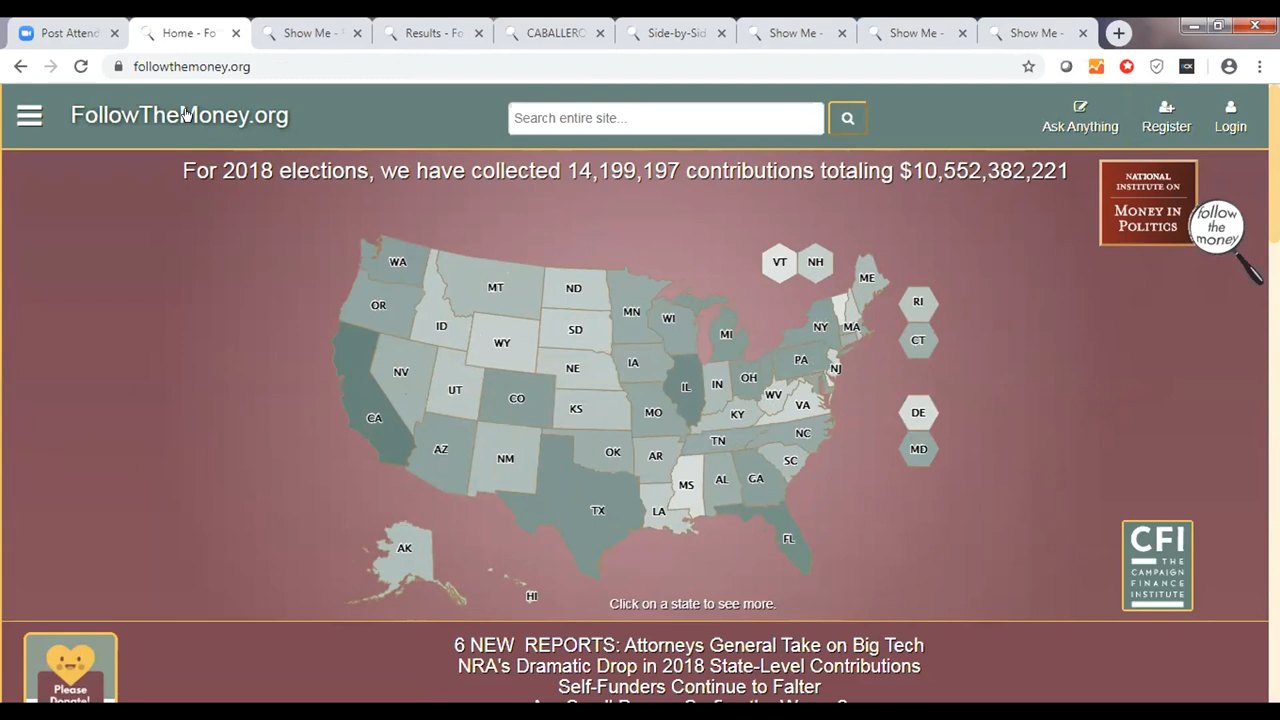 Post Attend
Home - Fo
Show Me -
Results - Fo
CABALLERO
Side-by-Sid
Show Me -
Show Me -
Show Me -
followthemoney.org
FollowTheMoney.org
Search entire site...
Ask Anything
Register
Login
For 2018 elections, we have collected 14,199,197 contributions totaling $10,552,382,221
NATIONAL
INSTITUTE ON
MONEY IN
POLITICS
follow
the
money
WA
OR
CA
NV
ID
MT
WY
UT
AZ
CO
NM
ND
SD
NE
KS
OK
TX
MN
IA
MO
AR
LA
WI
IL
MS
MI
IN
KY
TN
AL
OH
WV
VA
NC
SC
GA
FL
PA
NY
NJ
MA
ME
VT
NH
RI
CT
DE
MD
AK
HI
Click on a state to see more.
CFI
THE
CAMPAIGN
FINANCE
INSTITUTE
Please
Donate!
6 NEW REPORTS: Attorneys General Take on Big Tech
NRA's Dramatic Drop in 2018 State-Level Contributions
Self-Funders Continue to Falter